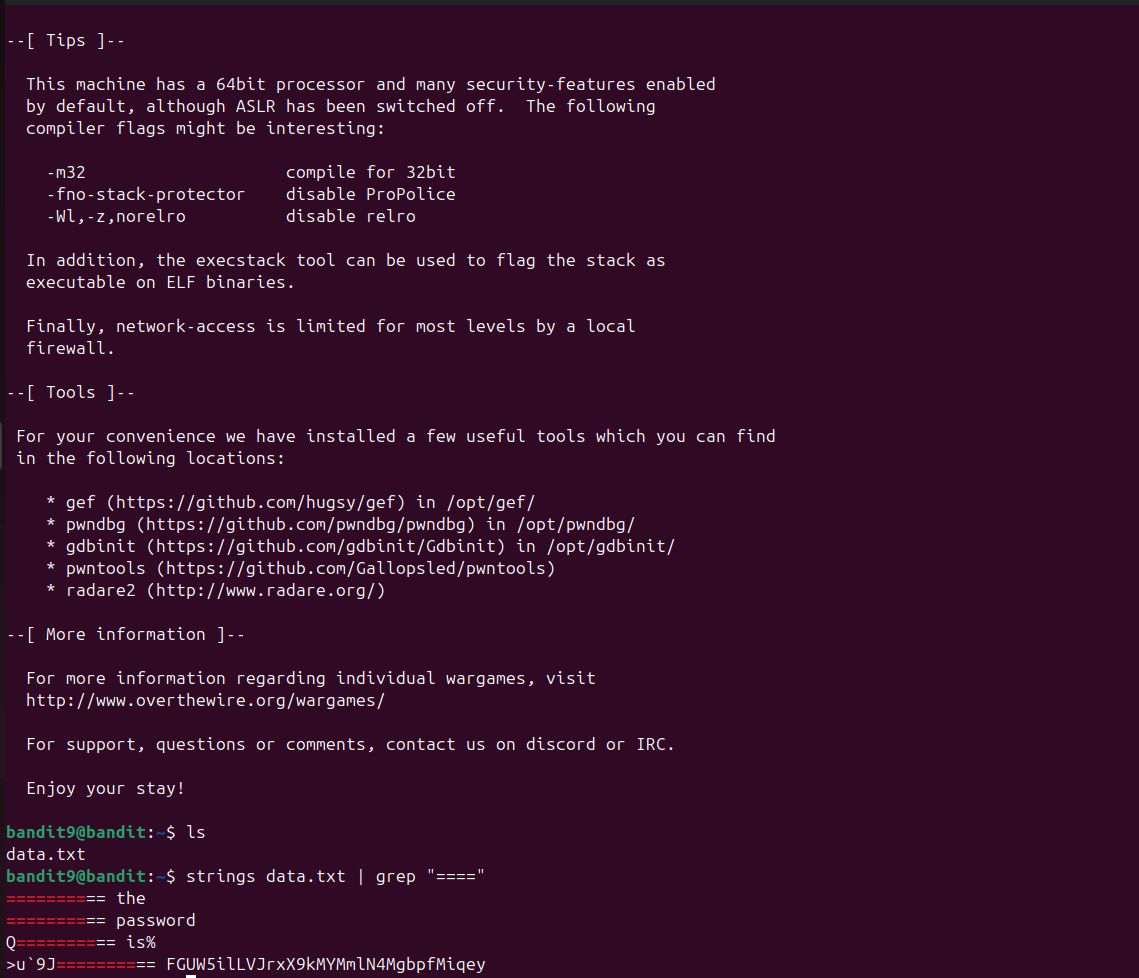 --[ Tips ]--
This machine has a 64bit processor and many security-features enabled
by default, although ASLR has been switched off.  The following
compiler flags might be interesting:
-m32                    compile for 32bit
-fno-stack-protector    disable ProPolice
-Wl,-z,norelro          disable relro
In addition, the execstack tool can be used to flag the stack as
executable on ELF binaries.
Finally, network-access is limited for most levels by a local
firewall.
--[ Tools ]--
For your convenience we have installed a few useful tools which you can find
in the following locations:
* gef (https://github.com/hugsy/gef) in /opt/gef/
* pwndbg (https://github.com/pwndbg/pwndbg) in /opt/pwndbg/
* gdbinit (https://github.com/gdbinit/Gdbinit) in /opt/gdbinit/
* pwntools (https://github.com/Gallopsled/pwntools)
* radare2 (http://www.radare.org/)
--[ More information ]--
For more information regarding individual wargames, visit
http://www.overthewire.org/wargames/
For support, questions or comments, contact us on discord or IRC.
Enjoy your stay!
bandit9@bandit:~$ ls
data.txt
bandit9@bandit:~$ strings data.txt | grep "===="
========== the
========== password
Q========== is%
>u`9J========== FGUW5ilLVJrxX9kMYMmlN4MgbpfMiqey